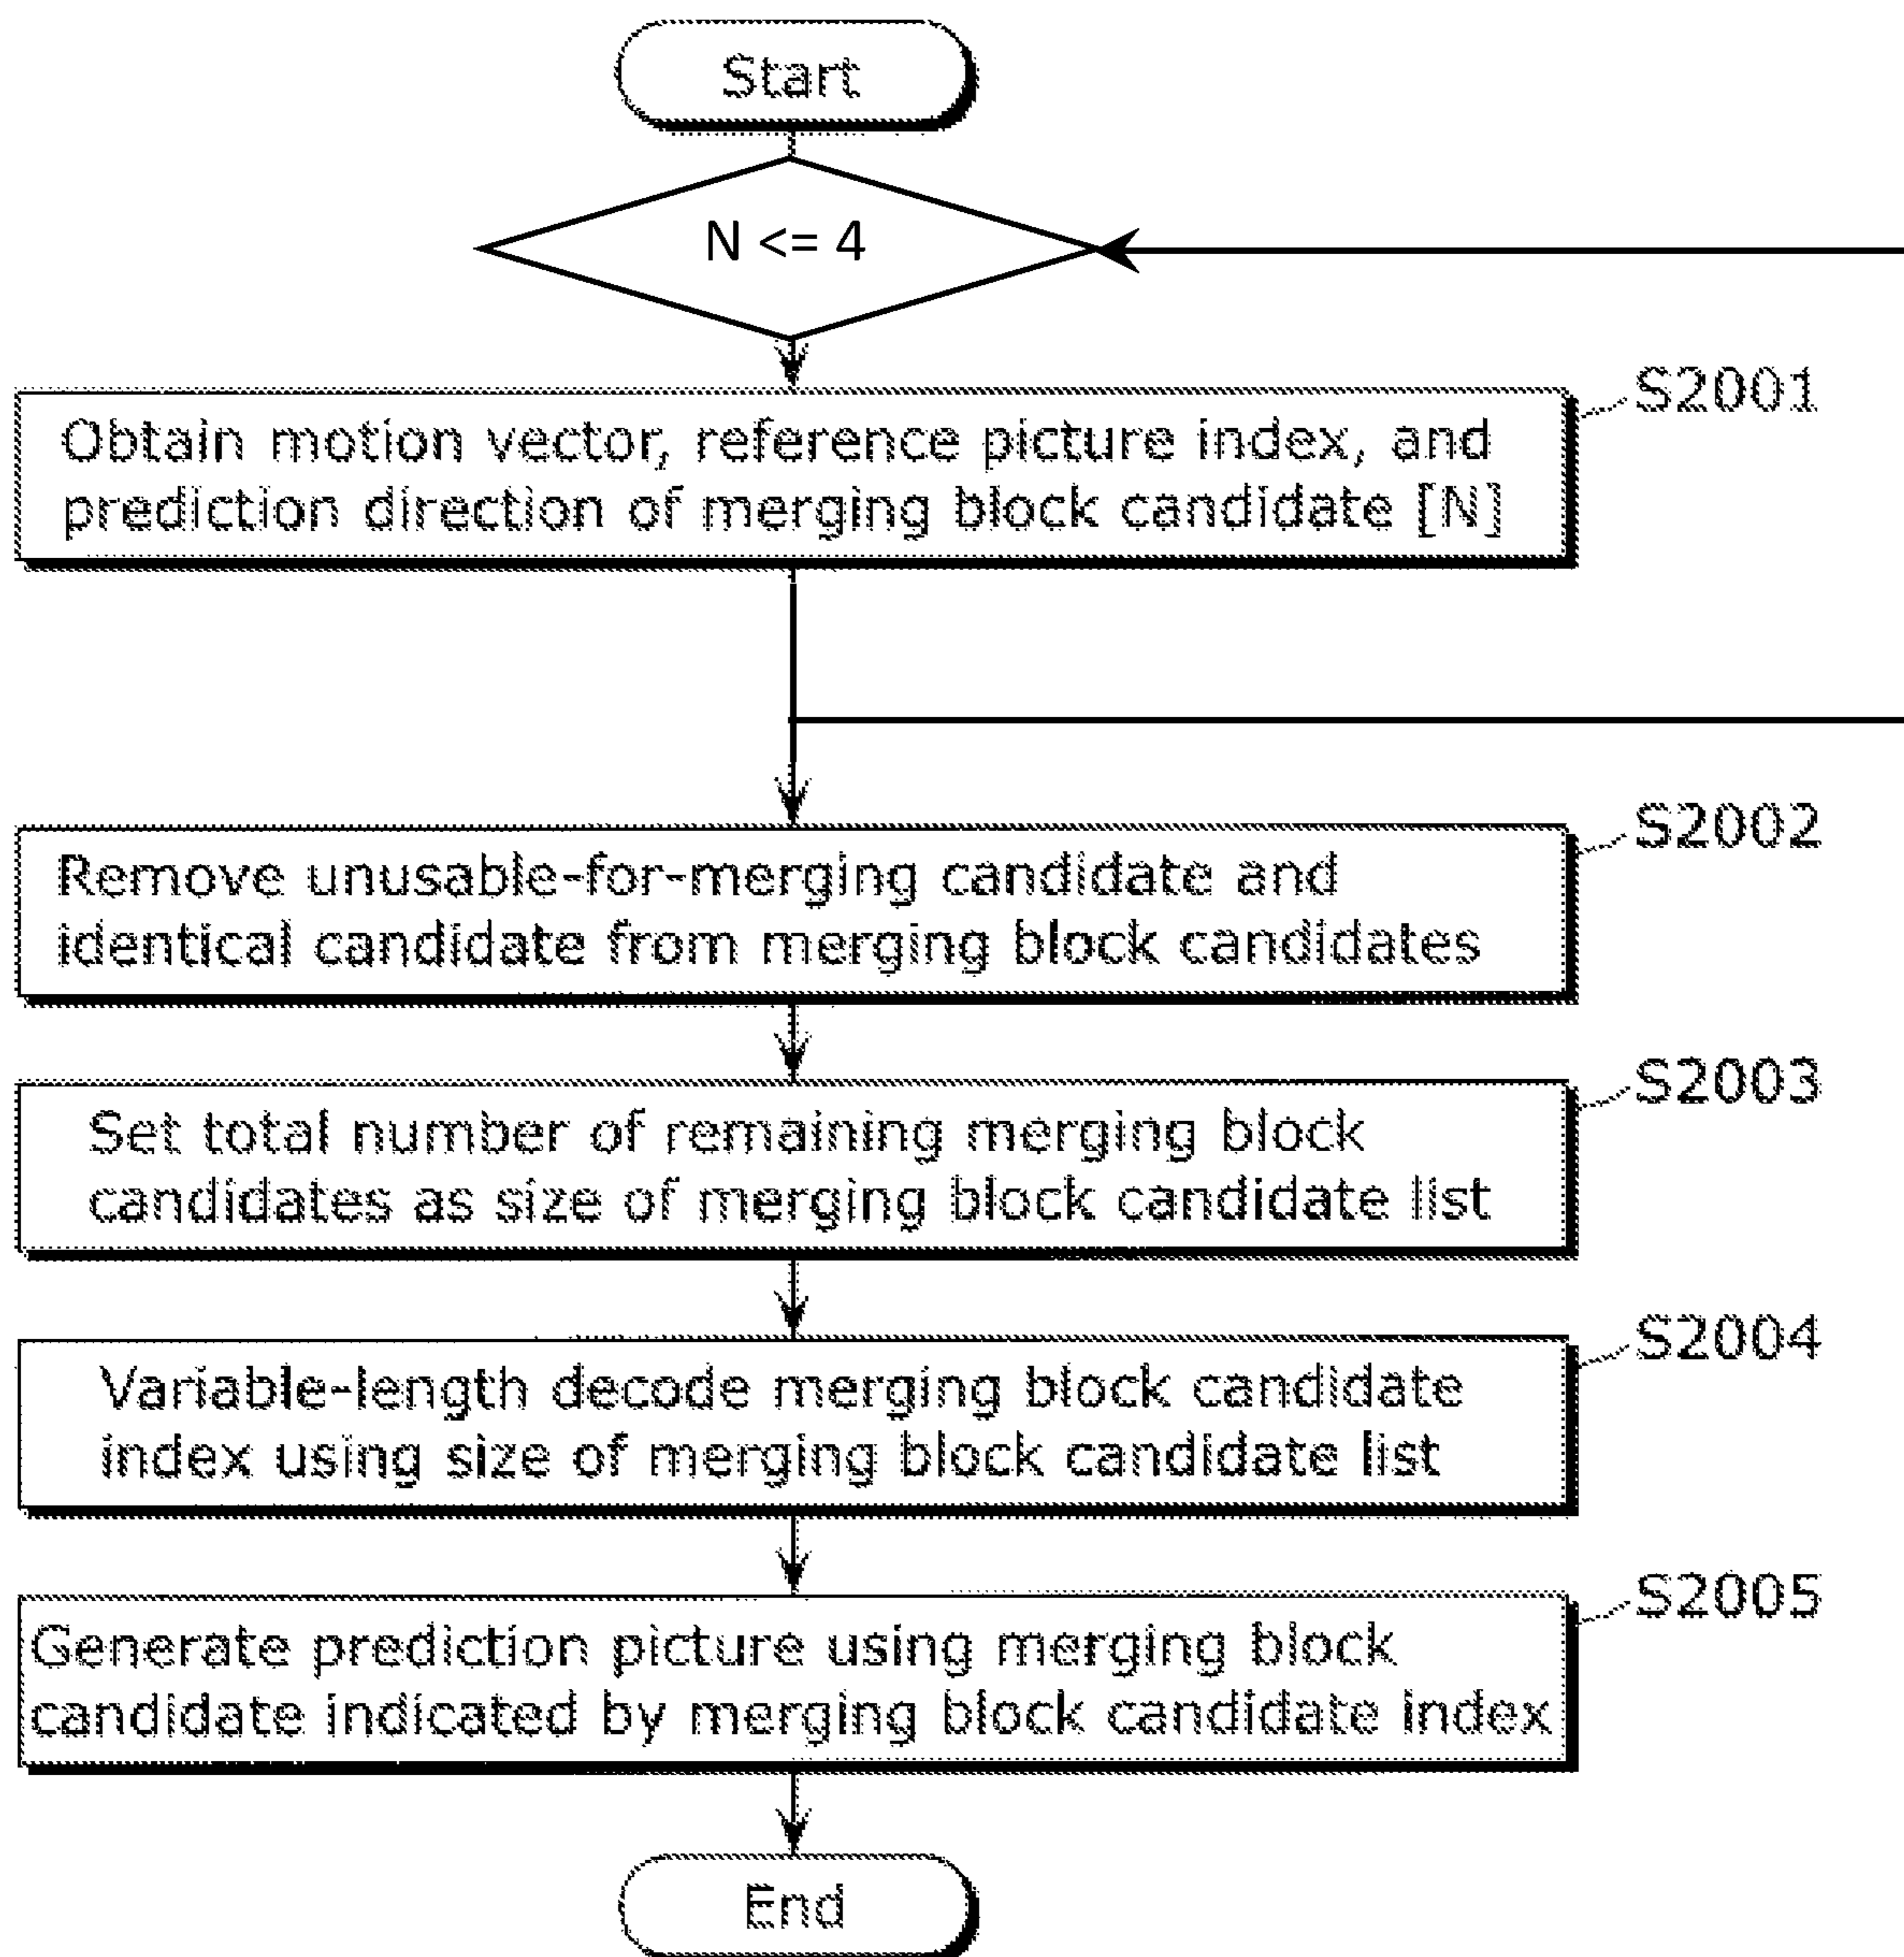 Start
N <= 4
S2001
Obtain motion vector, reference picture index, and
prediction direction of merging block candidate [N]
S2002
Remove unusable-for-merging candidate and
identical candidate from merging block candidates
S2003
Set total number of remaining merging block
candidates as size of merging block candidate list
S2004
Variable-length decode merging block candidate
index using size of merging block candidate list
S2005
Generate prediction picture using merging block
candidate indicated by merging block candidate index
End